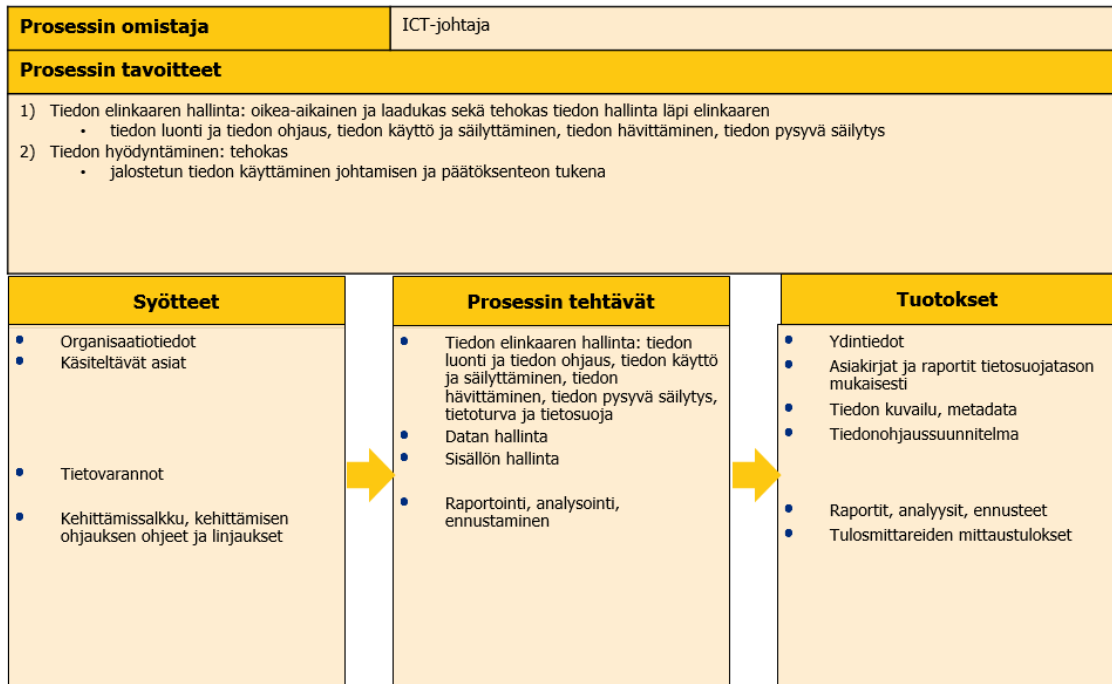 Prosessin omistaja
ICT-johtaja
Prosessin tavoitteet
1) Tiedon elinkaaren hallinta: oikea-aikainen ja laadukas sekä tehokas tiedon hallinta läpi elinkaaren
• tiedon luonti ja tiedon ohjaus, tiedon käyttö ja säilyttäminen, tiedon hävittäminen, tiedon pysyvä säilytys
2) Tiedon hyödyntäminen: tehokas
• jalostetun tiedon käyttäminen johtamisen ja päätöksenteon tukena
Syötteet
• Organisaatiotiedot
• Käsiteltävät asiat
• Tietovarannot
• Kehittämissalkku, kehittämisen
ohjauksen ohjeet ja linjaukset
Prosessin tehtävät
• Tiedon elinkaaren hallinta: tiedon
luonti ja tiedon ohjaus, tiedon käyttö
ja säilyttäminen, tiedon
hävittäminen, tiedon pysyvä säilytys,
tietoturva ja tietosuoja
• Datan hallinta
• Sisällön hallinta
• Raportointi, analysointi,
ennustaminen
Tuotokset
• Ydintiedot
• Asiakirjat ja raportit tietosuojatason
mukaisesti
• Tiedon kuvailu, metadata
• Tiedonohjaussuunnitelma
• Raportit, analyysit, ennusteet
• Tulosmittareiden mittaustulokset